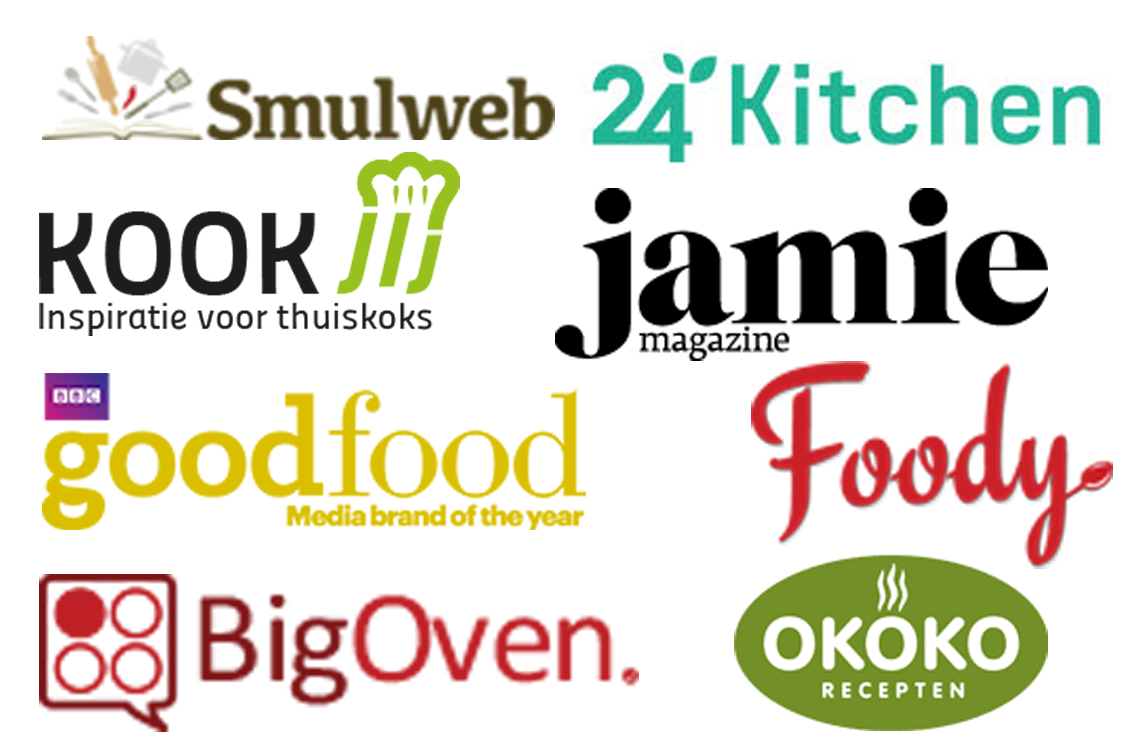 Smulweb
24Kitchen
KOOK jij
Inspiratie voor thuiskoks
jamie
magazine
BBC
goodfood
Media brand of the year
Foody
BigOven.
OKOKO
RECEPTEN